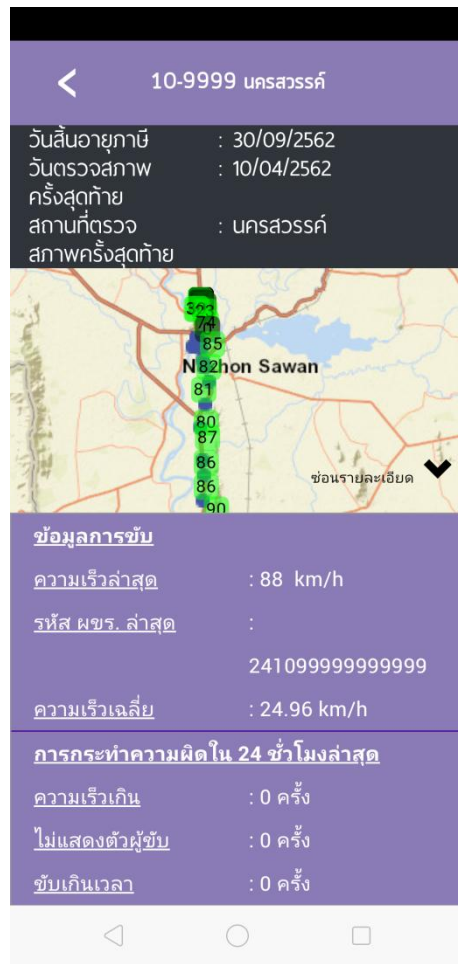 10-9999 นครสวรรค์
วันสิ้นอายุภาษี : 30/09/2562
วันตรวจสภาพ : 10/04/2562
ครั้งสุดท้าย
สถานที่ตรวจ : นครสวรรค์
สภาพครั้งสุดท้าย
74
85
N 82 hon Sawan
81
80
87
86
86
90
ซ่อนรายละเอียด
ข้อมูลการขับ
ความเร็วล่าสุด : 88 km/h
รหัส ผขร. ล่าสุด :
241099999999999
ความเร็วเฉลี่ย : 24.96 km/h
การกระทำความผิดใน 24 ชั่วโมงล่าสุด
ความเร็วเกิน : 0 ครั้ง
ไม่แสดงตัวผู้ขับ : 0 ครั้ง
ขับเกินเวลา : 0 ครั้ง